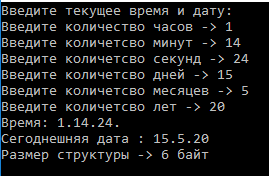 Введите текущее время и дату:
Введите количество часов -> 1
Введите количетсво минут -> 14
Введите количетсво секунд -> 24
Введите количетсво дней -> 15
Введите количетсво месяцев -> 5
Введите количетсво лет -> 20
Время: 1.14.24.
Сегоднешняя дата : 15.5.20
Размер структуры -> 6 байт